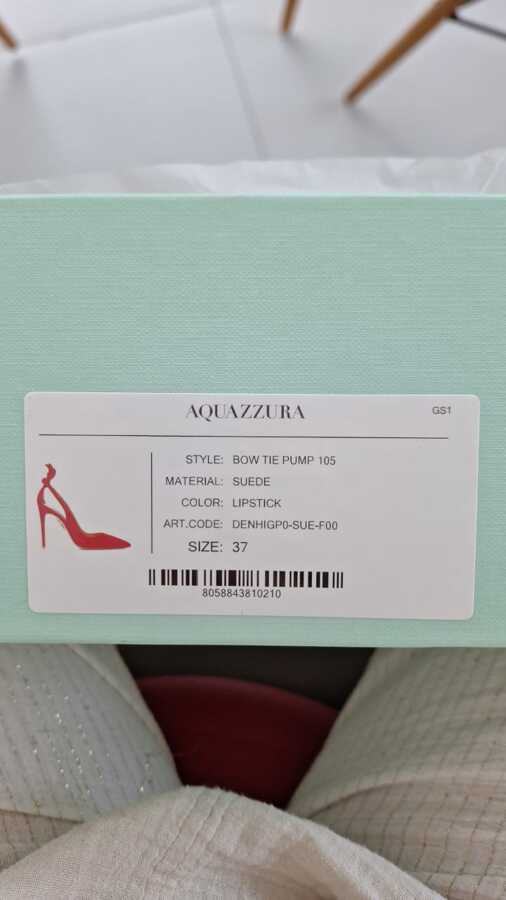 AQUAZZURA
GS1
STYLE: BOW TIE PUMP 105
MATERIAL: SUEDE
COLOR: LIPSTICK
ART.CODE: DENHIGP0-SUE-F00
SIZE: 37
8058843810210